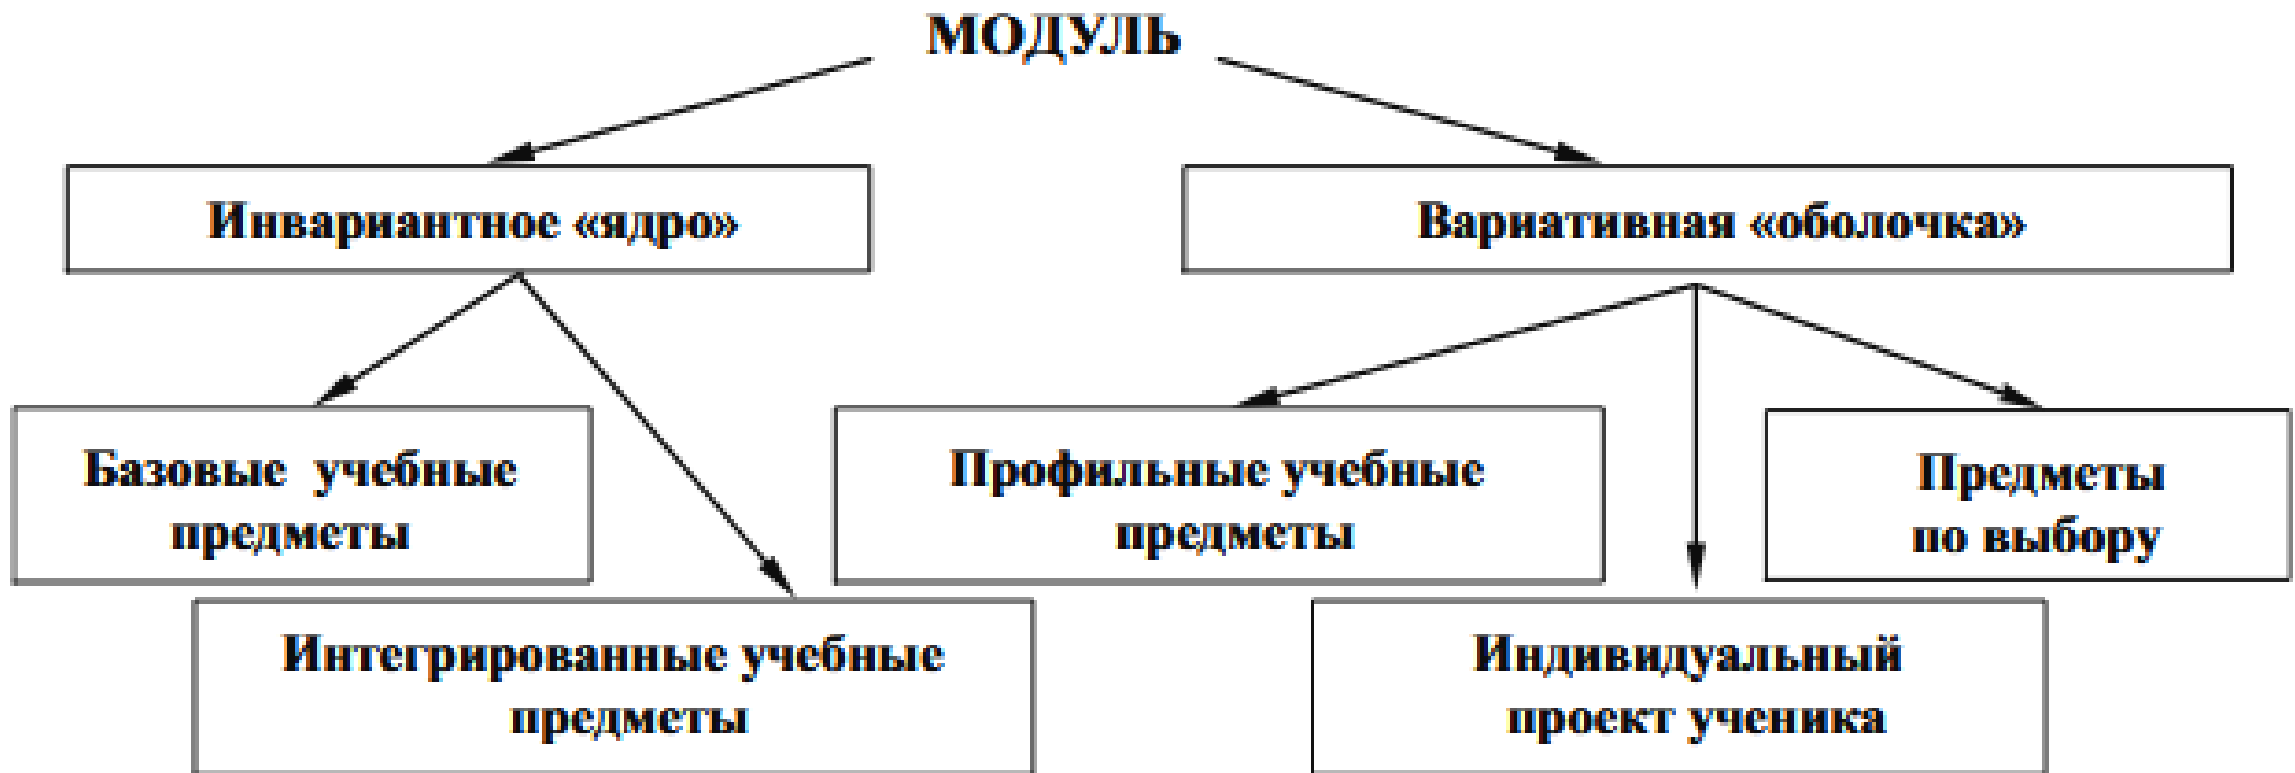 МОДУЛЬ
Инвариантное «ядро»
Вариативная «оболочка»
Базовые учебные
предметы
Профильные учебные
предметы
Предметы
по выбору
Интегрированные учебные
предметы
Индивидуальный
проект ученика